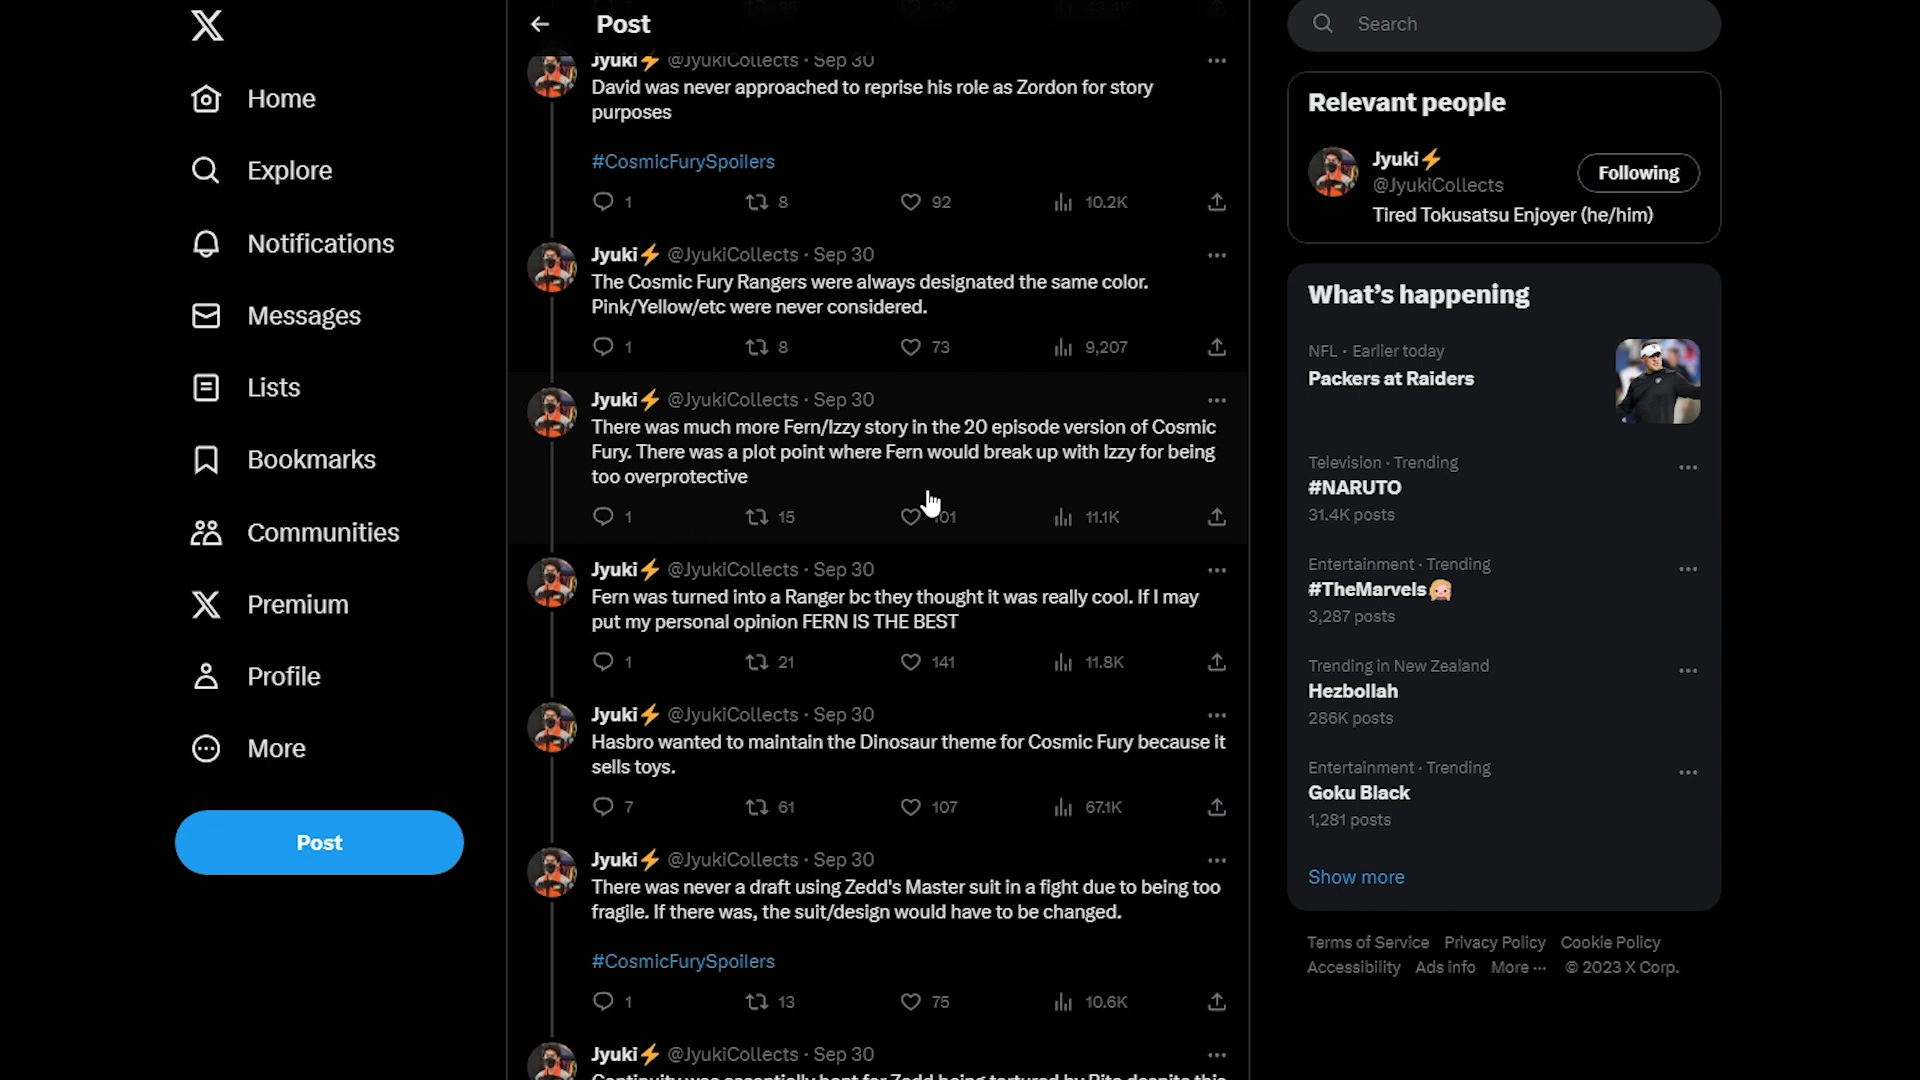 Home
Explore
Notifications
Messages
Lists
Bookmarks
Communities
Premium
Profile
More
Post
Post
Jyuki⚡ @JyukiCollects · Sep 30
David was never approached to reprise his role as Zordon for story
purposes
#CosmicFurySpoilers
1 8 92 10.2K
Jyuki⚡ @JyukiCollects · Sep 30
The Cosmic Fury Rangers were always designated the same color.
Pink/Yellow/etc were never considered.
1 8 73 9,207
Jyuki⚡ @JyukiCollects · Sep 30
There was much more Fern/Izzy story in the 20 episode version of Cosmic
Fury. There was a plot point where Fern would break up with Izzy for being
too overprotective
1 15 101 11.1K
Jyuki⚡ @JyukiCollects · Sep 30
Fern was turned into a Ranger bc they thought it was really cool. If I may
put my personal opinion FERN IS THE BEST
1 21 141 11.8K
Jyuki⚡ @JyukiCollects · Sep 30
Hasbro wanted to maintain the Dinosaur theme for Cosmic Fury because it
sells toys.
7 61 107 67.1K
Jyuki⚡ @JyukiCollects · Sep 30
There was never a draft using Zedd's Master suit in a fight due to being too
fragile. If there was, the suit/design would have to be changed.
#CosmicFurySpoilers
1 13 75 10.6K
Jyuki⚡ @JyukiCollects · Sep 30
Continuity was essentially bent for Zedd being tortured by Rita despite this
Search
Relevant people
Jyuki⚡
@JyukiCollects
Following
Tired Tokusatsu Enjoyer (he/him)
What's happening
NFL · Earlier today
Packers at Raiders
Television · Trending
#NARUTO
31.4K posts
Entertainment · Trending
#TheMarvels
3,287 posts
Trending in New Zealand
Hezbollah
286K posts
Entertainment · Trending
Goku Black
1,281 posts
Show more
Terms of Service Privacy Policy Cookie Policy
Accessibility Ads info More ··· © 2023 X Corp.